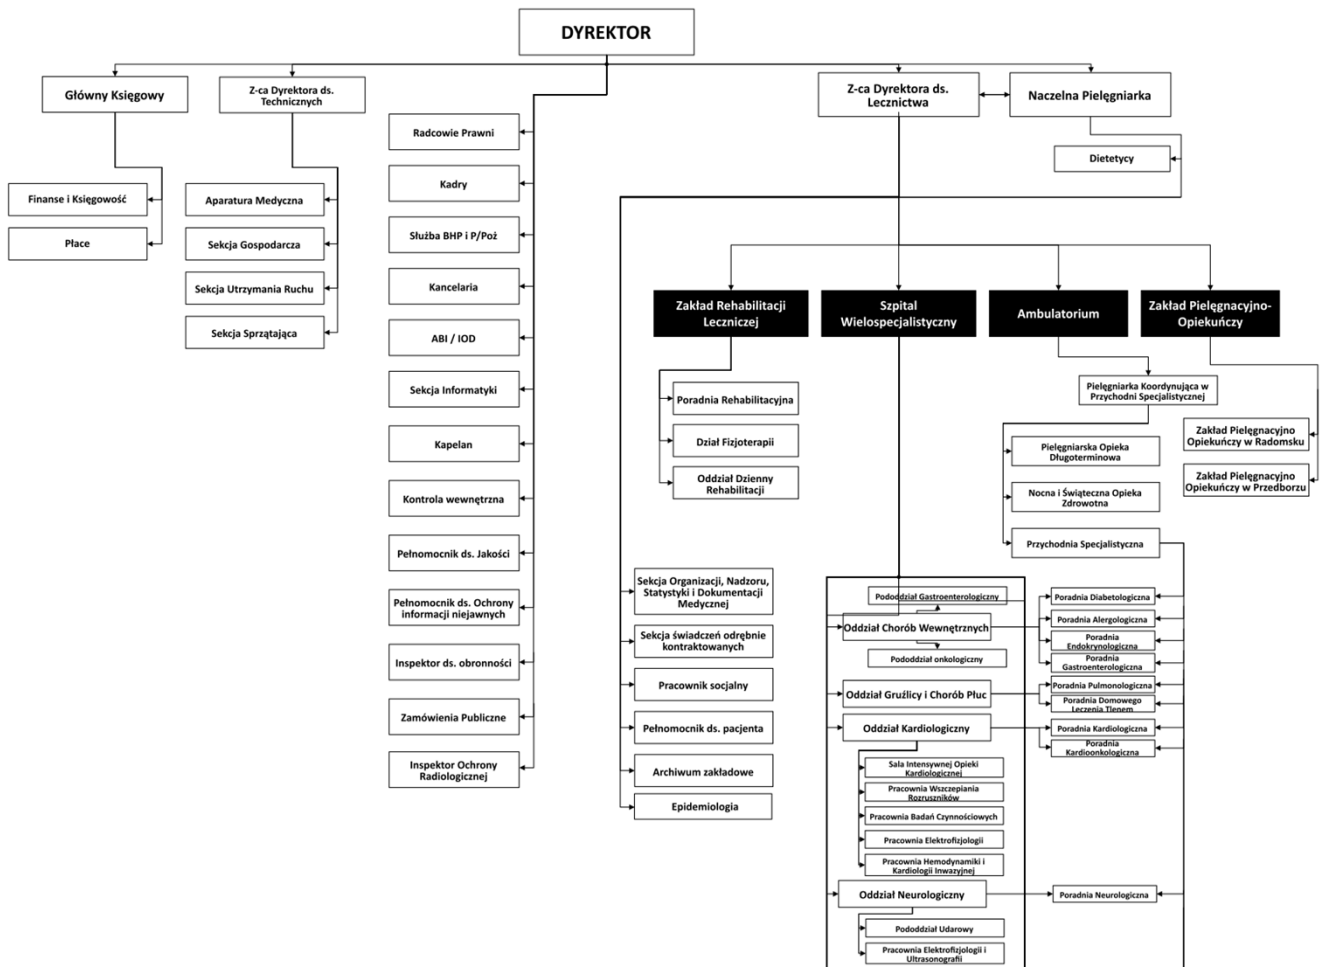 DYREKTOR
Główny Księgowy
Z-ca Dyrektora ds.
Technicznych
Z-ca Dyrektora ds.
Lecznictwa
Naczelna Pielęgniarka
Dietetycy
Finanse i Księgowość
Płace
Aparatura Medyczna
Sekcja Gospodarcza
Sekcja Utrzymania Ruchu
Sekcja Sprzątająca
Radcowie Prawni
Kadry
Służba BHP i P/Poż
Kancelaria
ABI / IOD
Sekcja Informatyki
Kapelan
Kontrola wewnętrzna
Pełnomocnik ds. Jakości
Pełnomocnik ds. Ochrony
informacji niejawnych
Inspektor ds. obronności
Zamówienia Publiczne
Inspektor Ochrony
Radiologicznej
Sekcja Organizacji, Nadzoru,
Statystyki i Dokumentacji
Medycznej
Sekcja świadczeń odrębnie
kontraktowanych
Pracownik socjalny
Pełnomocnik ds. pacjenta
Archiwum zakładowe
Epidemiologia
Zakład Rehabilitacji
Leczniczej
Poradnia Rehabilitacyjna
Dział Fizjoterapii
Oddział Dzienny
Rehabilitacji
Szpital
Wielospecjalistyczny
Pododdział Gastroenterologiczny
Oddział Chorób Wewnętrznych
Pododdział onkologiczny
Oddział Gruźlicy i Chorób Płuc
Oddział Kardiologiczny
Sala Intensywnej Opieki
Kardiologicznej
Pracownia Wszczepiania
Rozruszników
Pracownia Badań Czynnościowych
Pracownia Elektrofizjologii
Pracownia Hemodynamiki i
Kardiologii Inwazyjnej
Oddział Neurologiczny
Pododdział Udarowy
Pracownia Elektrofizjologii i
Ultrasonografii
Ambulatorium
Pielęgniarka Koordynująca w
Przychodni Specjalistycznej
Pielęgniarska Opieka
Długoterminowa
Nocna i Świąteczna Opieka
Zdrowotna
Przychodnia Specjalistyczna
Poradnia Diabetologiczna
Poradnia Alergologiczna
Poradnia
Endokrynologiczna
Poradnia
Gastroenterologiczna
Poradnia Pulmonologiczna
Poradnia Domowego
Leczenia Tlenem
Poradnia Kardiologiczna
Poradnia
Kardioonkologiczna
Poradnia Neurologiczna
Zakład Pielęgnacyjno-
Opiekuńczy
Zakład Pielęgnacyjno
Opiekuńczy w Radomsku
Zakład Pielęgnacyjno
Opiekuńczy w Przedborzu